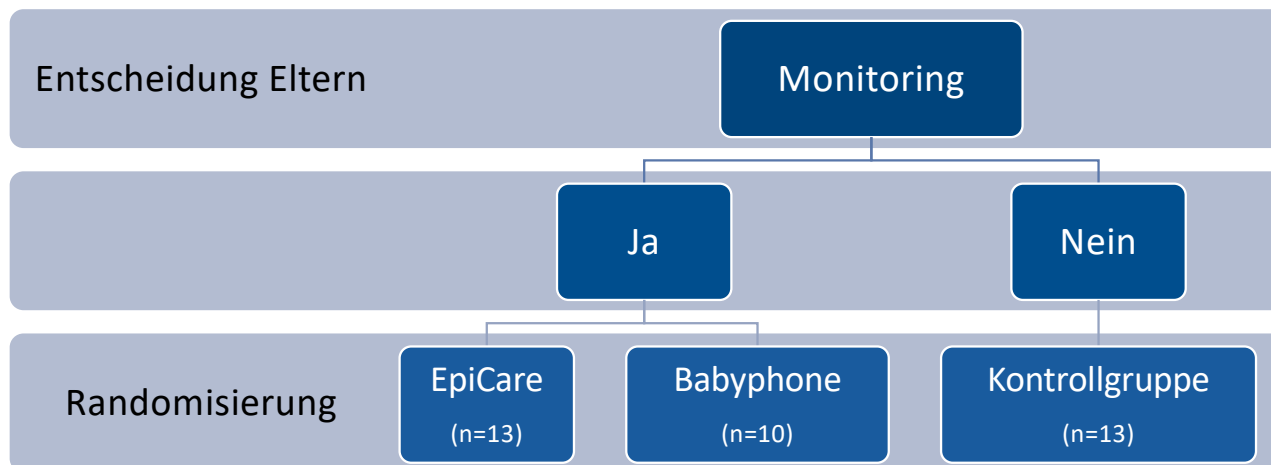 Entscheidung Eltern
Monitoring
Ja
Nein
Randomisierung
EpiCare
(n=13)
Babyphone
(n=10)
Kontrollgruppe
(n=13)